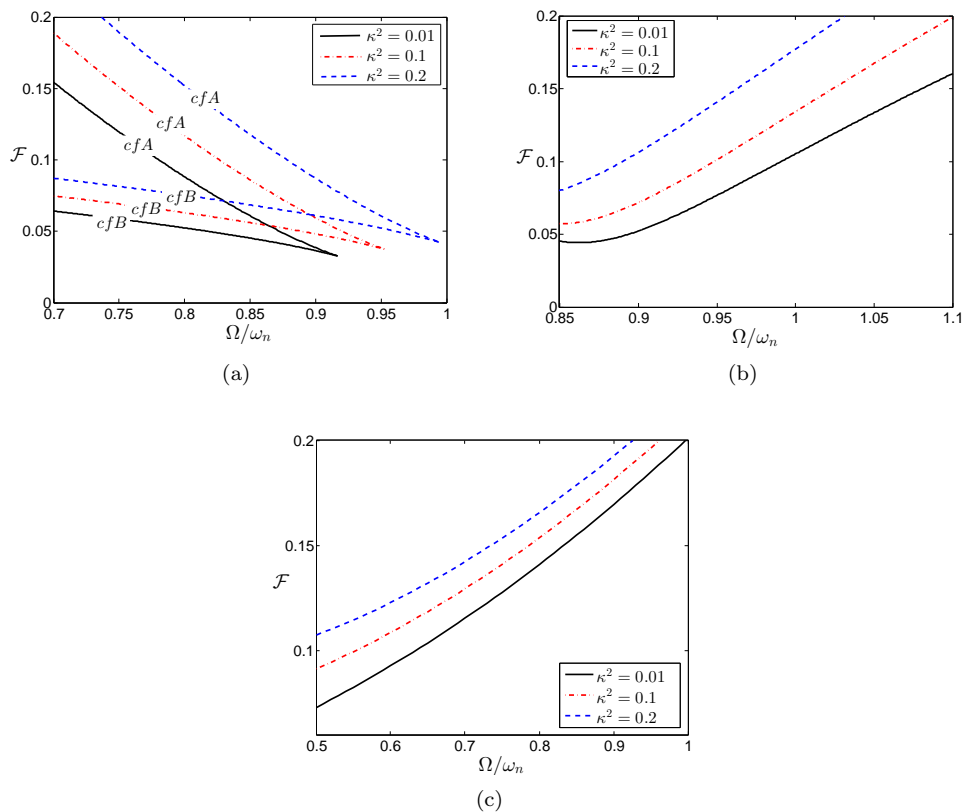 0.2
0.15
0.1
0.05
0
ℱ
κ² = 0.01
κ² = 0.1
κ² = 0.2
cfA
cfA
cfA
cfB
cfB
cfB
0.7 0.75 0.8 0.85 0.9 0.95 1
Ω/ωₙ
(a)
0.2
0.15
0.1
0.05
0
ℱ
κ² = 0.01
κ² = 0.1
κ² = 0.2
0.85 0.9 0.95 1 1.05 1.1
Ω/ωₙ
(b)
0.2
0.15
0.1
ℱ
κ² = 0.01
κ² = 0.1
κ² = 0.2
0.5 0.6 0.7 0.8 0.9 1
Ω/ωₙ
(c)